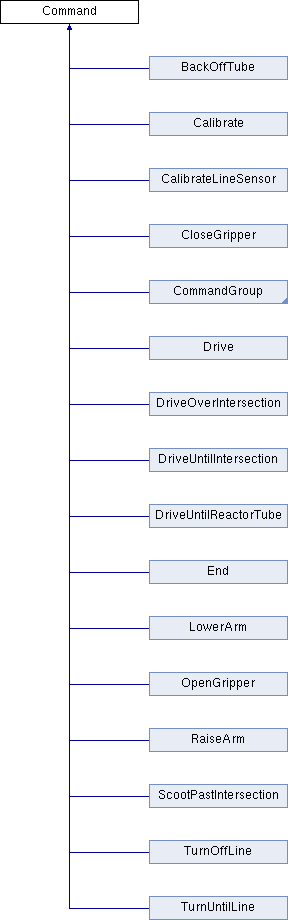 Command
BackOffTube
Calibrate
CalibrateLineSensor
CloseGripper
CommandGroup
Drive
DriveOverIntersection
DriveUntilIntersection
DriveUntilReactorTube
End
LowerArm
OpenGripper
RaiseArm
ScootPastIntersection
TurnOffLine
TurnUntilLine